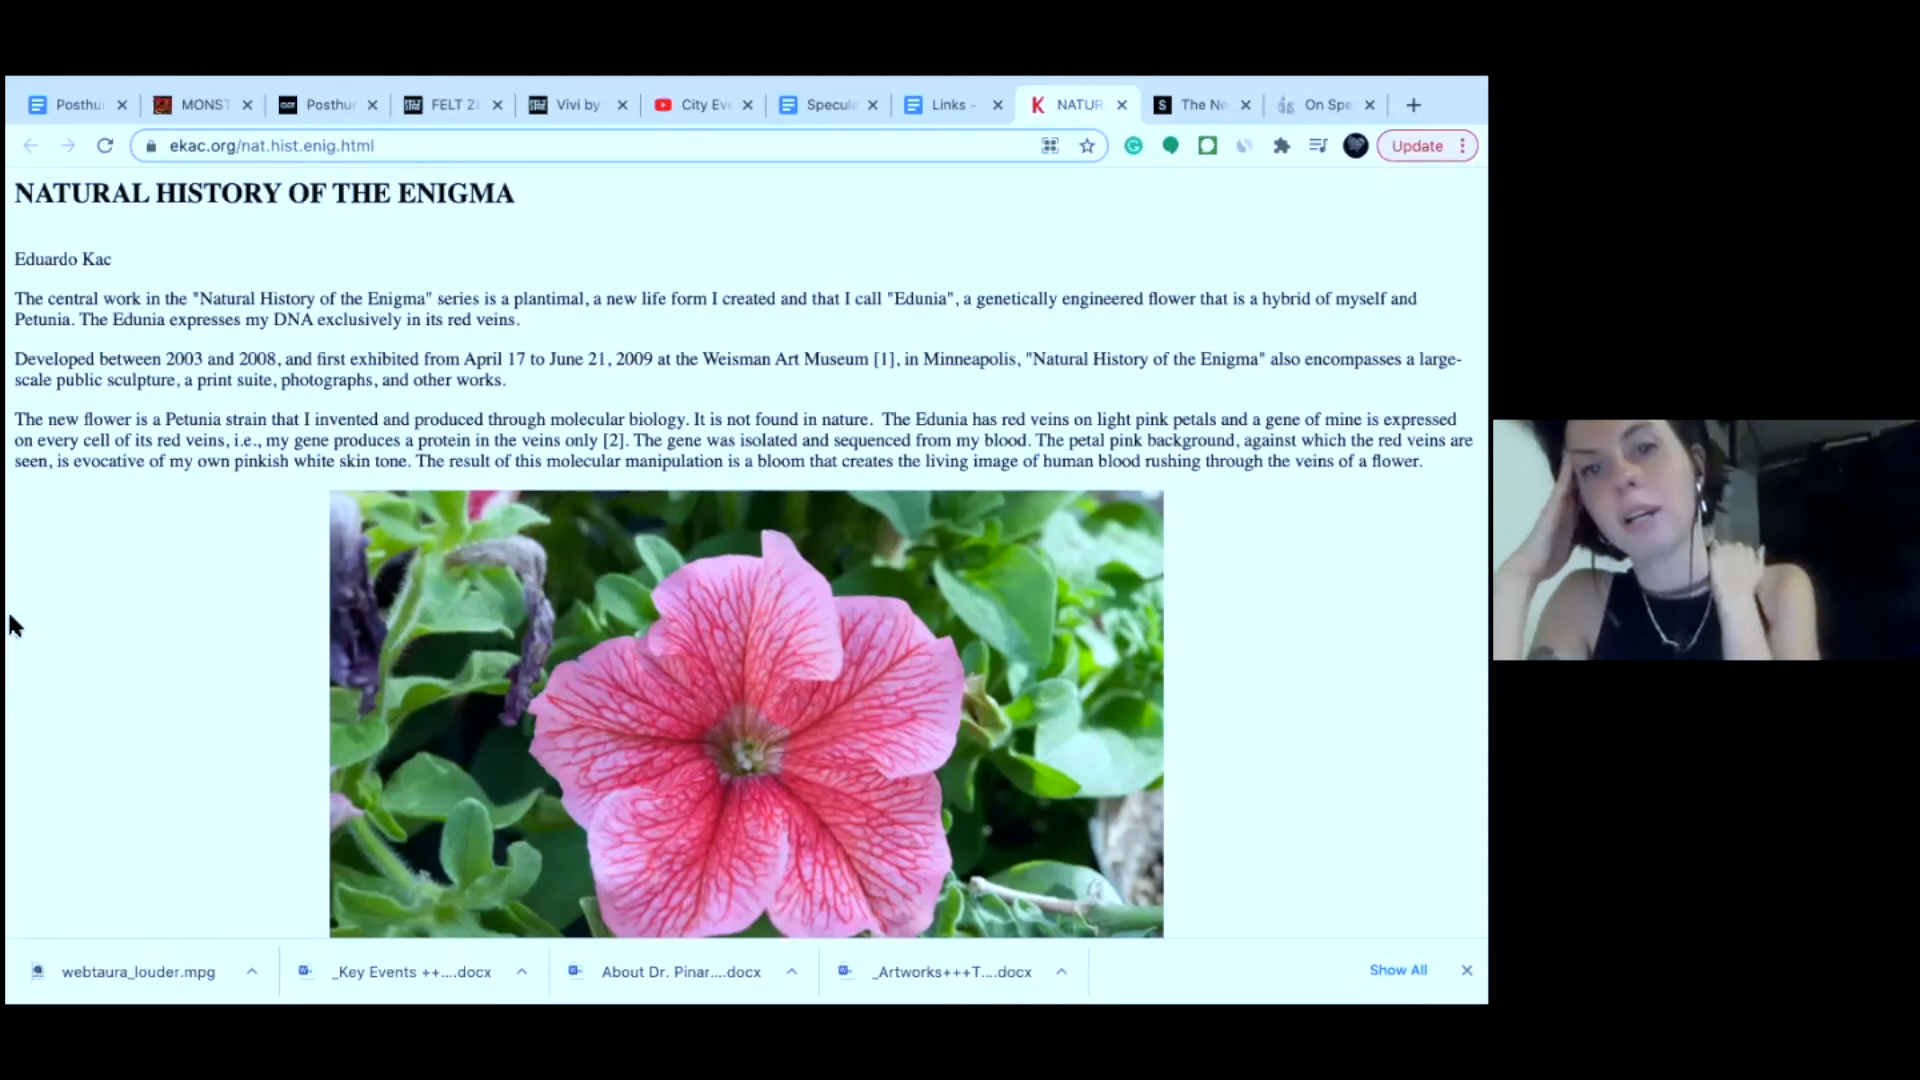 Posthu
MONST
Posthur
FELT Z
Vivi by
City Eve
Specula
Links -
NATUR
The Ne
On Spe
ekac.org/nat.hist.enig.html
Update
NATURAL HISTORY OF THE ENIGMA
Eduardo Kac
The central work in the "Natural History of the Enigma" series is a plantimal, a new life form I created and that I call "Edunia", a genetically engineered flower that is a hybrid of myself and
Petunia. The Edunia expresses my DNA exclusively in its red veins.
Developed between 2003 and 2008, and first exhibited from April 17 to June 21, 2009 at the Weisman Art Museum [1], in Minneapolis, "Natural History of the Enigma" also encompasses a large-
scale public sculpture, a print suite, photographs, and other works.
The new flower is a Petunia strain that I invented and produced through molecular biology. It is not found in nature. The Edunia has red veins on light pink petals and a gene of mine is expressed
on every cell of its red veins, i.e., my gene produces a protein in the veins only [2]. The gene was isolated and sequenced from my blood. The petal pink background, against which the red veins are
seen, is evocative of my own pinkish white skin tone. The result of this molecular manipulation is a bloom that creates the living image of human blood rushing through the veins of a flower.
webtaura_louder.mpg
_Key Events ++....docx
About Dr. Pinar....docx
_Artworks+++T....docx
Show All